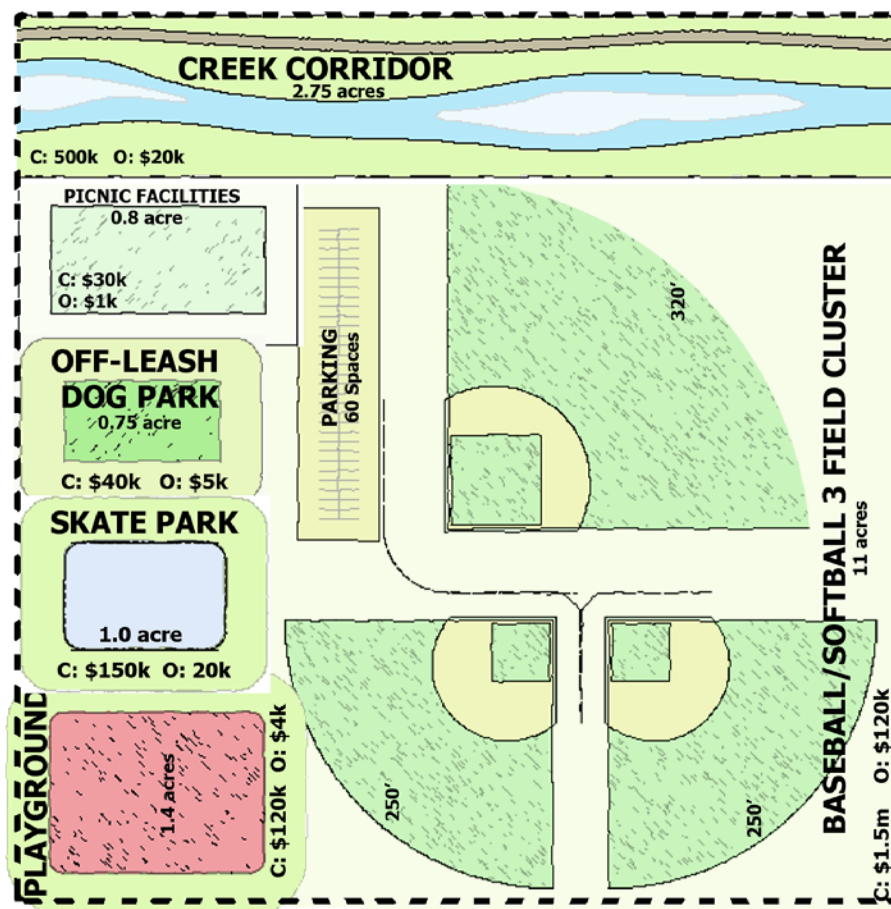 CREEK CORRIDOR
2.75 acres
C: 500k O: $20k
PICNIC FACILITIES
0.8 acre
C: $30k
O: $1k
PARKING
60 Spaces
320'
OFF-LEASH
DOG PARK
0.75 acre
C: $40k O: $5k
SKATE PARK
1.0 acre
C: $150k O: 20k
PLAYGROUND
1.4 acres
C: $120k O: $4k
250'
250'
BASEBALL/SOFTBALL 3 FIELD CLUSTER
11 acres
C: $1.5m O: $120k